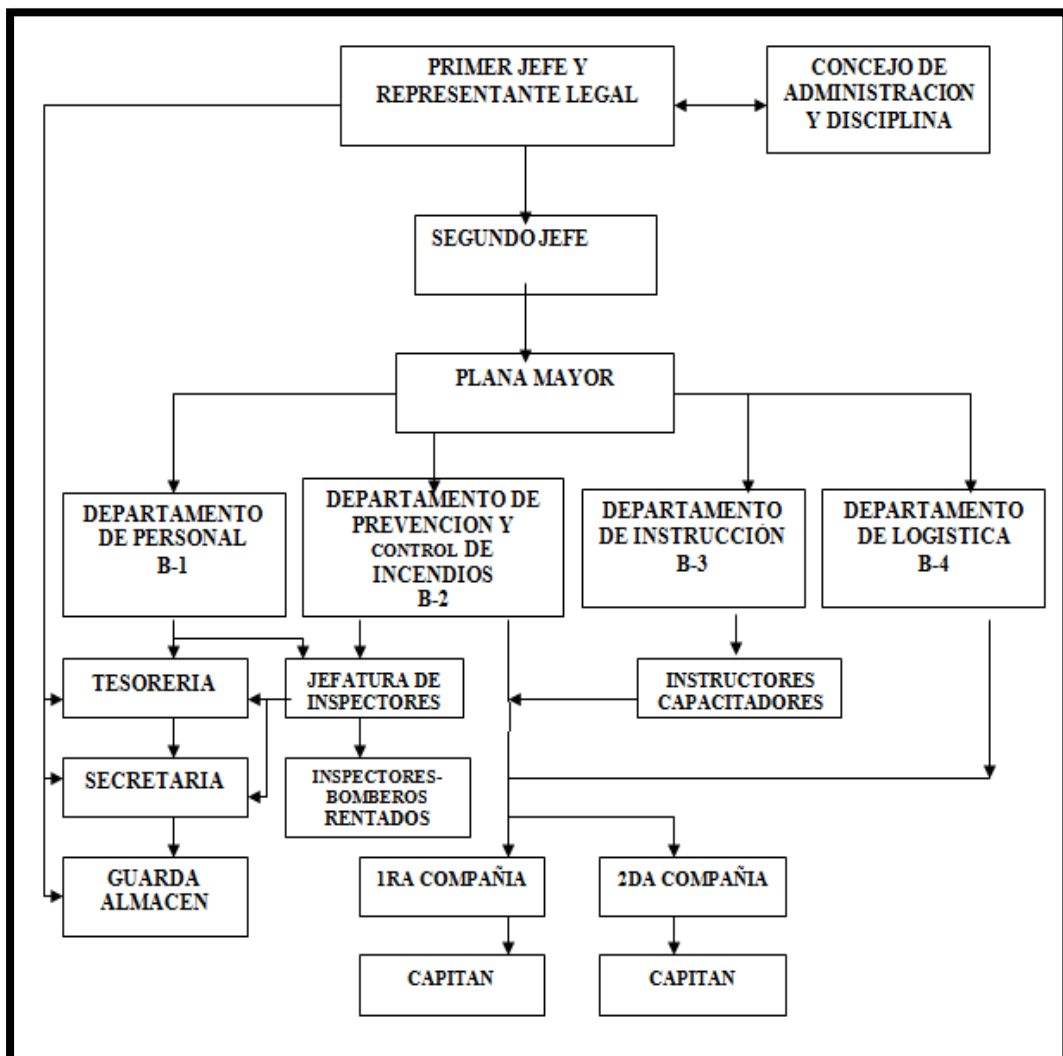 PRIMER JEFE Y
REPRESENTANTE LEGAL
CONCEJO DE
ADMINISTRACION
Y DISCIPLINA
SEGUNDO JEFE
PLANA MAYOR
DEPARTAMENTO
DE PERSONAL
B-1
DEPARTAMENTO DE
PREVENCION Y
CONTROL DE
INCENDIOS
B-2
DEPARTAMENTO
DE INSTRUCCIÓN
B-3
DEPARTAMENTO
DE LOGISTICA
B-4
TESORERIA
JEFATURA DE
INSPECTORES
INSTRUCTORES
CAPACITADORES
SECRETARIA
INSPECTORES-
BOMBEROS
RENTADOS
GUARDA
ALMACEN
1RA COMPAÑIA
2DA COMPAÑIA
CAPITAN
CAPITAN